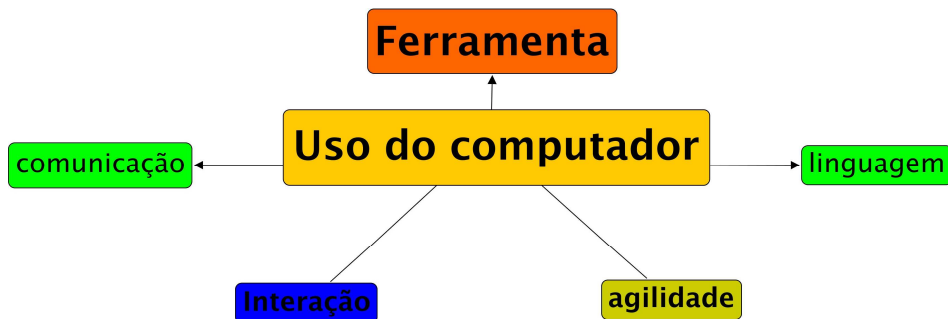 Ferramenta
Uso do computador
comunicação
linguagem
Interação
agilidade